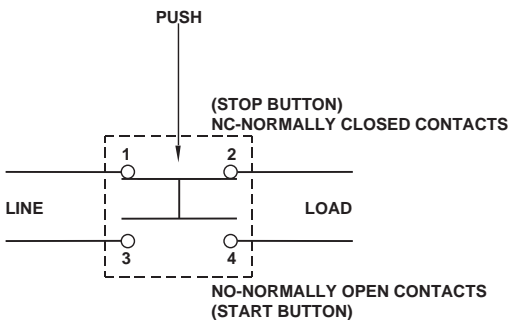 PUSH
(STOP BUTTON)
NC-NORMALLY CLOSED CONTACTS
1 2
LINE LOAD
3 4
NO-NORMALLY OPEN CONTACTS
(START BUTTON)